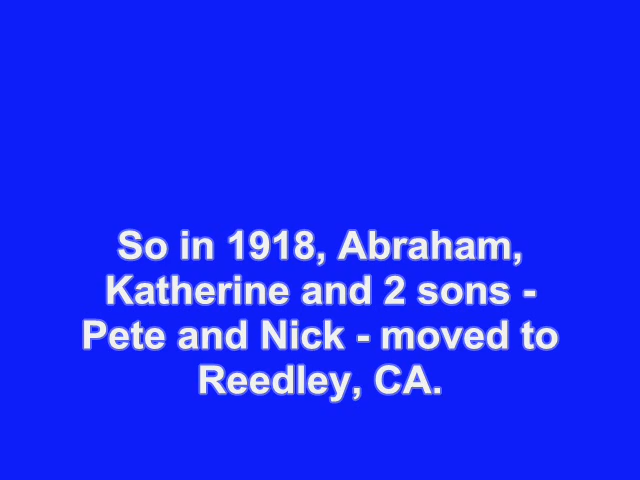 So in 1918, Abraham,
Katherine and 2 sons -
Pete and Nick - moved to
Reedley, CA.